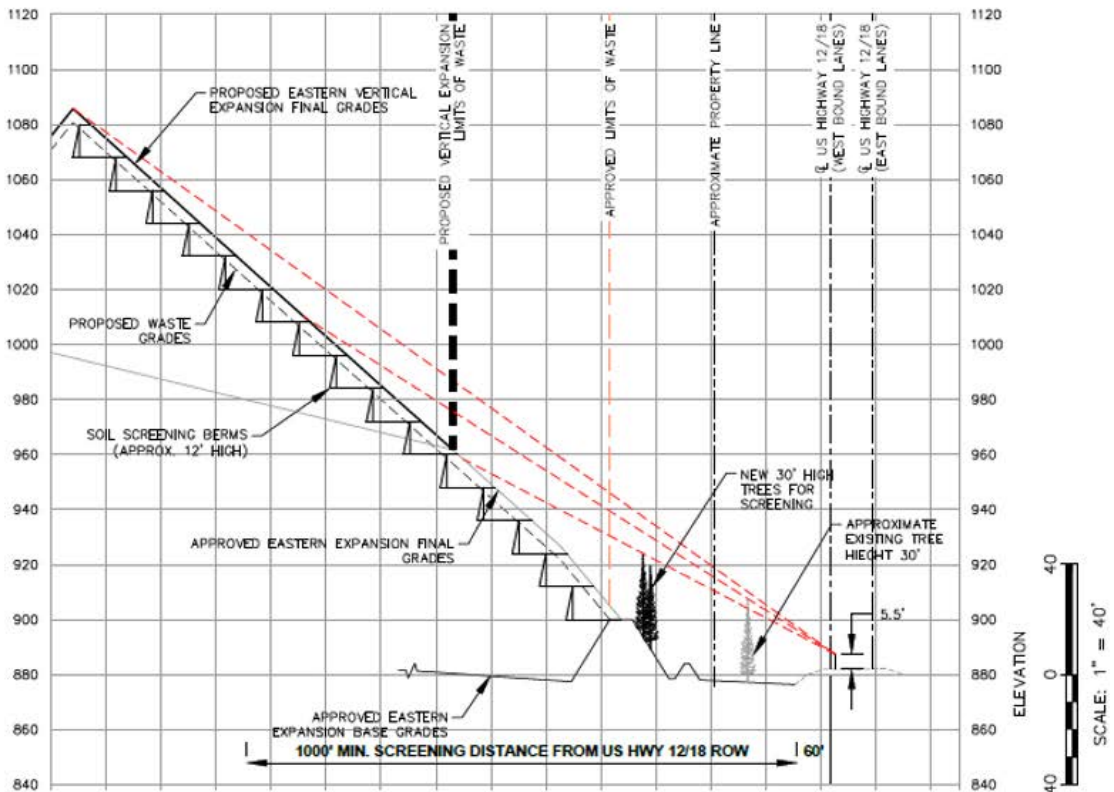 1120
1100
1080
1060
1040
1020
1000
980
960
940
920
900
880
860
840
PROPOSED EASTERN VERTICAL
EXPANSION FINAL GRADES
PROPOSED WASTE
GRADES
SOIL SCREENING BERMS
(APPROX. 12' HIGH)
APPROVED EASTERN EXPANSION FINAL
GRADES
APPROVED EASTERN
EXPANSION BASE GRADES
1000' MIN. SCREENING DISTANCE FROM US HWY 12/18 ROW
60'
PROPOSED VERTICAL EXPANSION
LIMITS OF WASTE
APPROVED LIMITS OF WASTE
APPROXIMATE PROPERTY LINE
℄ US HIGHWAY 12/18
(WEST BOUND LANES)
℄ US HIGHWAY 12/18
(EAST BOUND LANES)
NEW 30' HIGH
TREES FOR
SCREENING
APPROXIMATE
EXISTING TREE
HIEGHT 30'
5.5'
1120
1100
1080
1060
1040
1020
1000
980
960
940
920
900
880
860
840
ELEVATION
40
0
40
SCALE: 1" = 40'